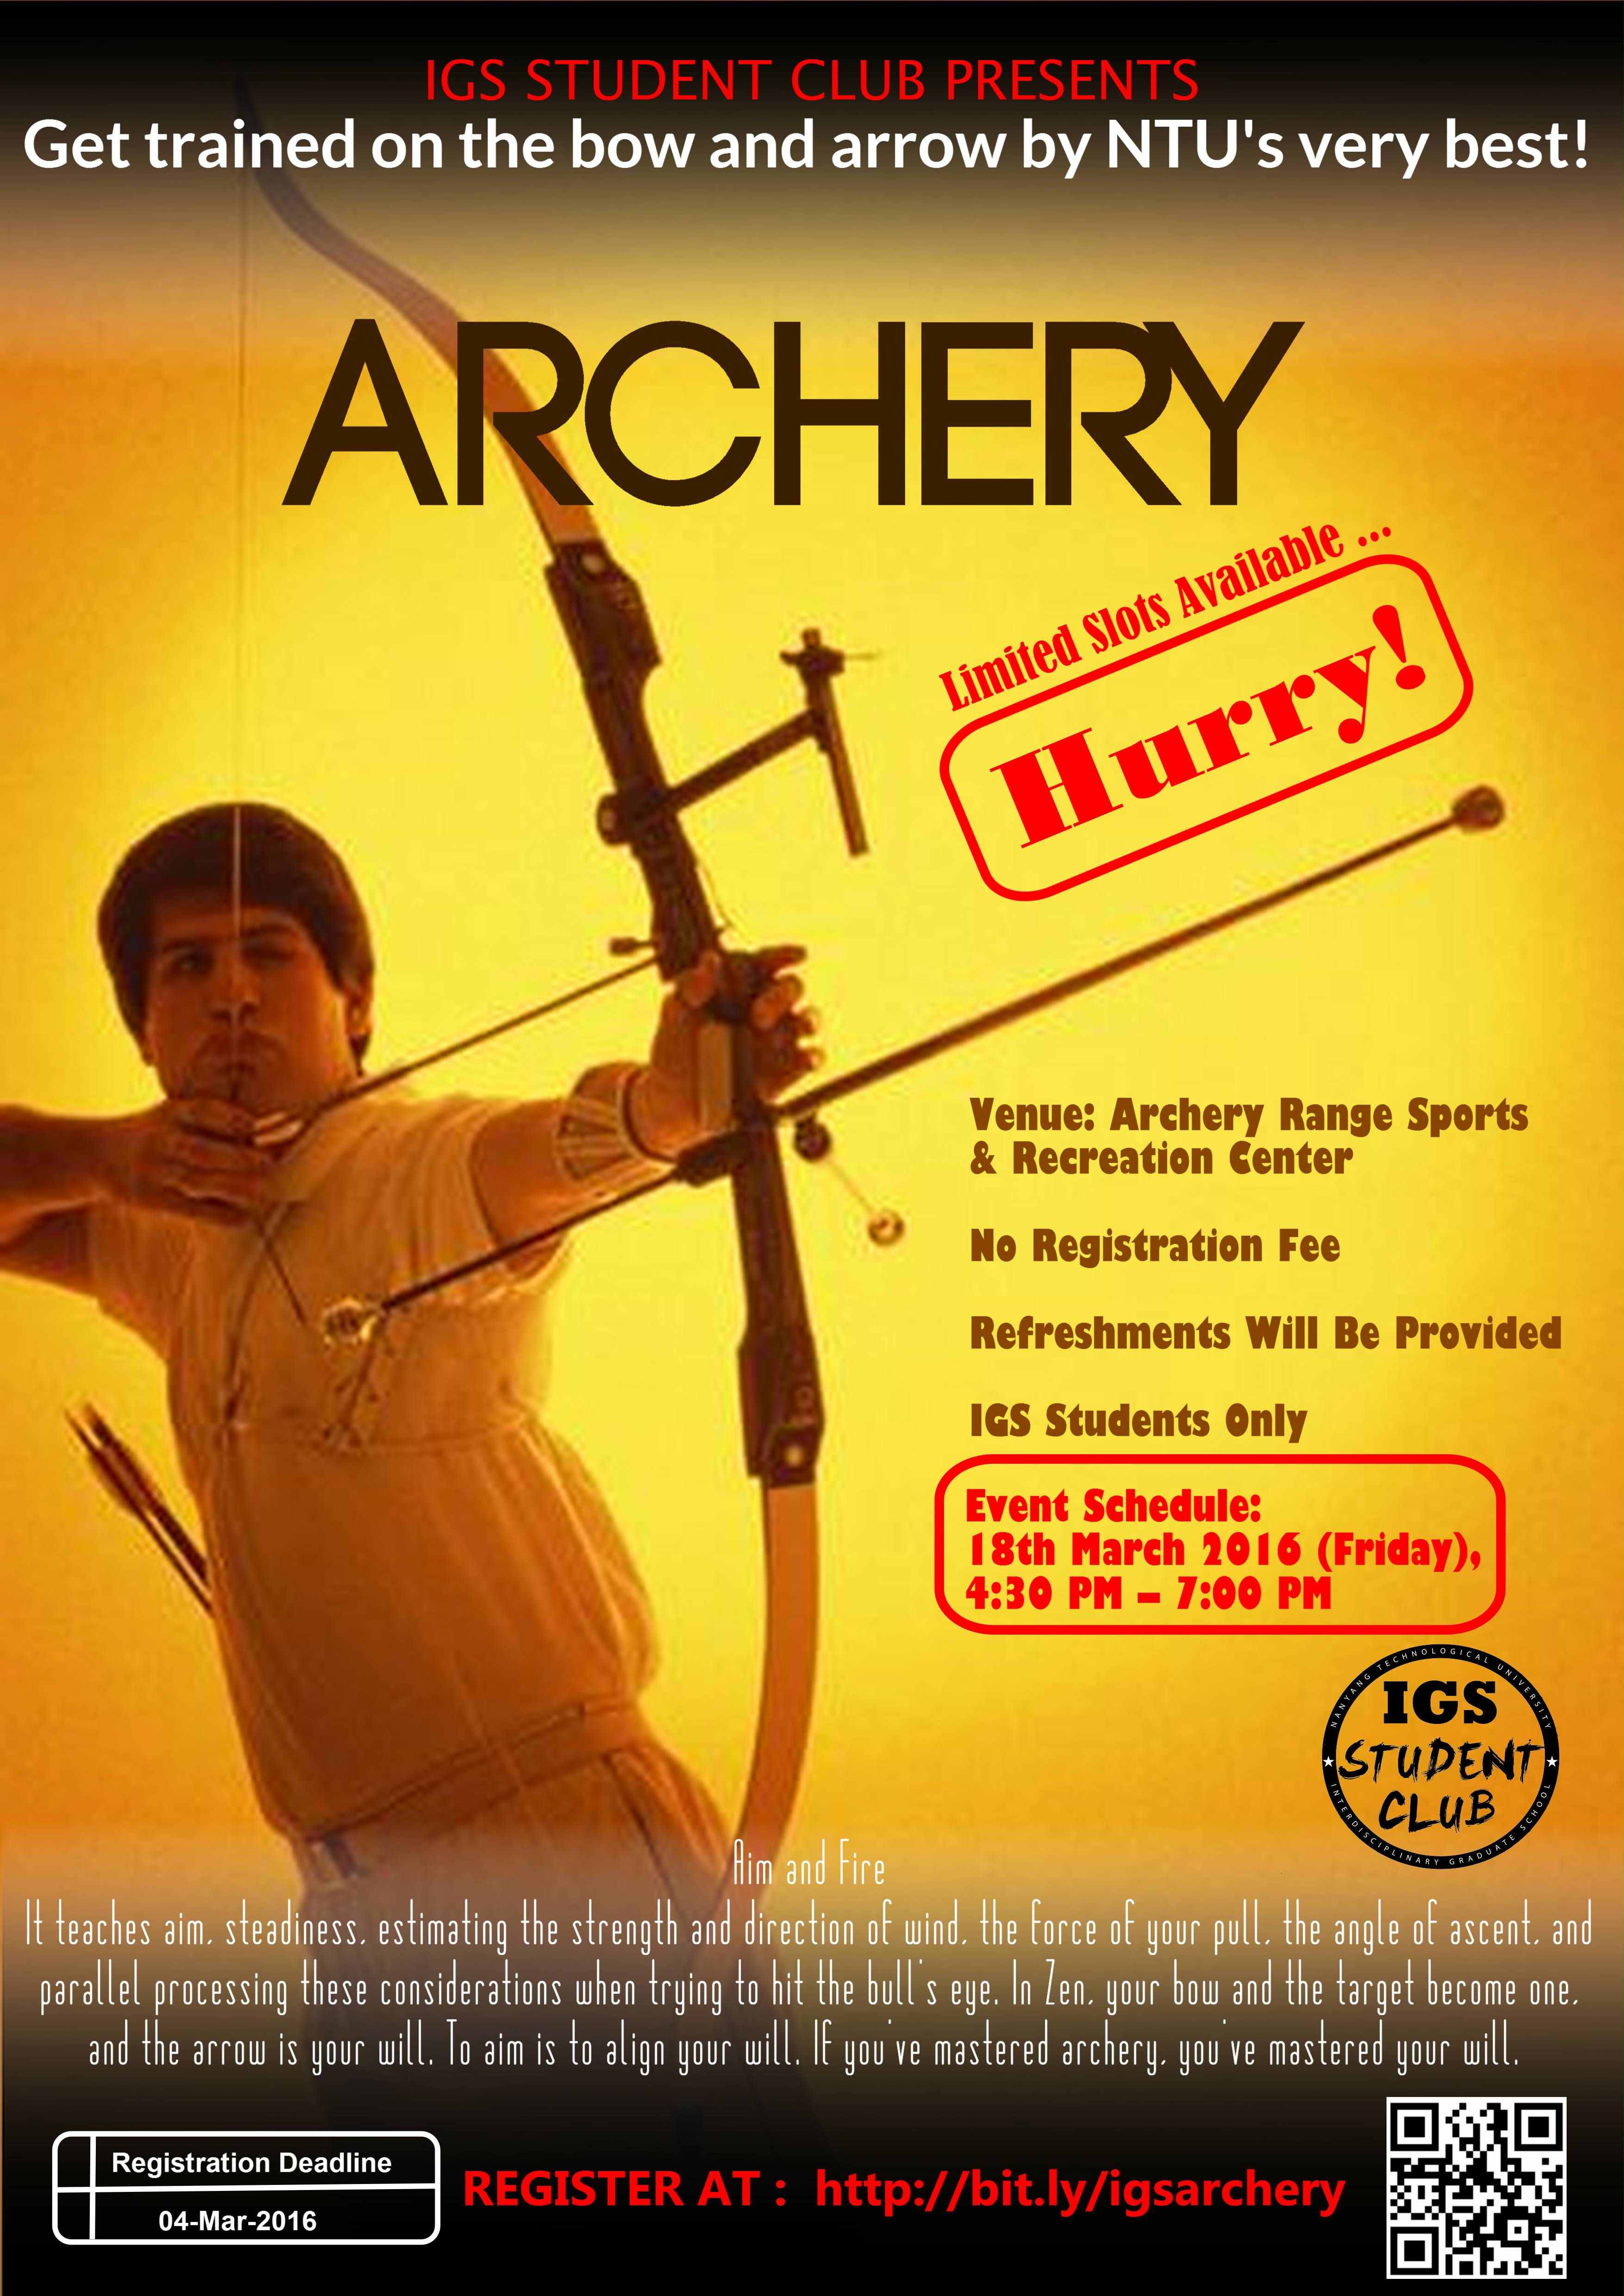 IGS STUDENT CLUB PRESENTS
Get trained on the bow and arrow by NTU's very best!
ARCHERY
Limited Slots Available ...
Hurry!
Venue: Archery Range Sports
& Recreation Center
No Registration Fee
Refreshments Will Be Provided
IGS Students Only
Event Schedule:
18th March 2016 (Friday),
4:30 PM – 7:00 PM
NANYANG TECHNOLOGICAL UNIVERSITY
IGS
STUDENT
CLUB
INTERDISCIPLINARY GRADUATE SCHOOL
Aim and Fire
It teaches aim, steadiness, estimating the strength and direction of wind, the force of your pull, the angle of ascent, and
parallel processing these considerations when trying to hit the bull's eye. In Zen, your bow and the target become one,
and the arrow is your will. To aim is to align your will. If you've mastered archery, you've mastered your will.
Registration Deadline
04-Mar-2016
REGISTER AT : http://bit.ly/igsarchery